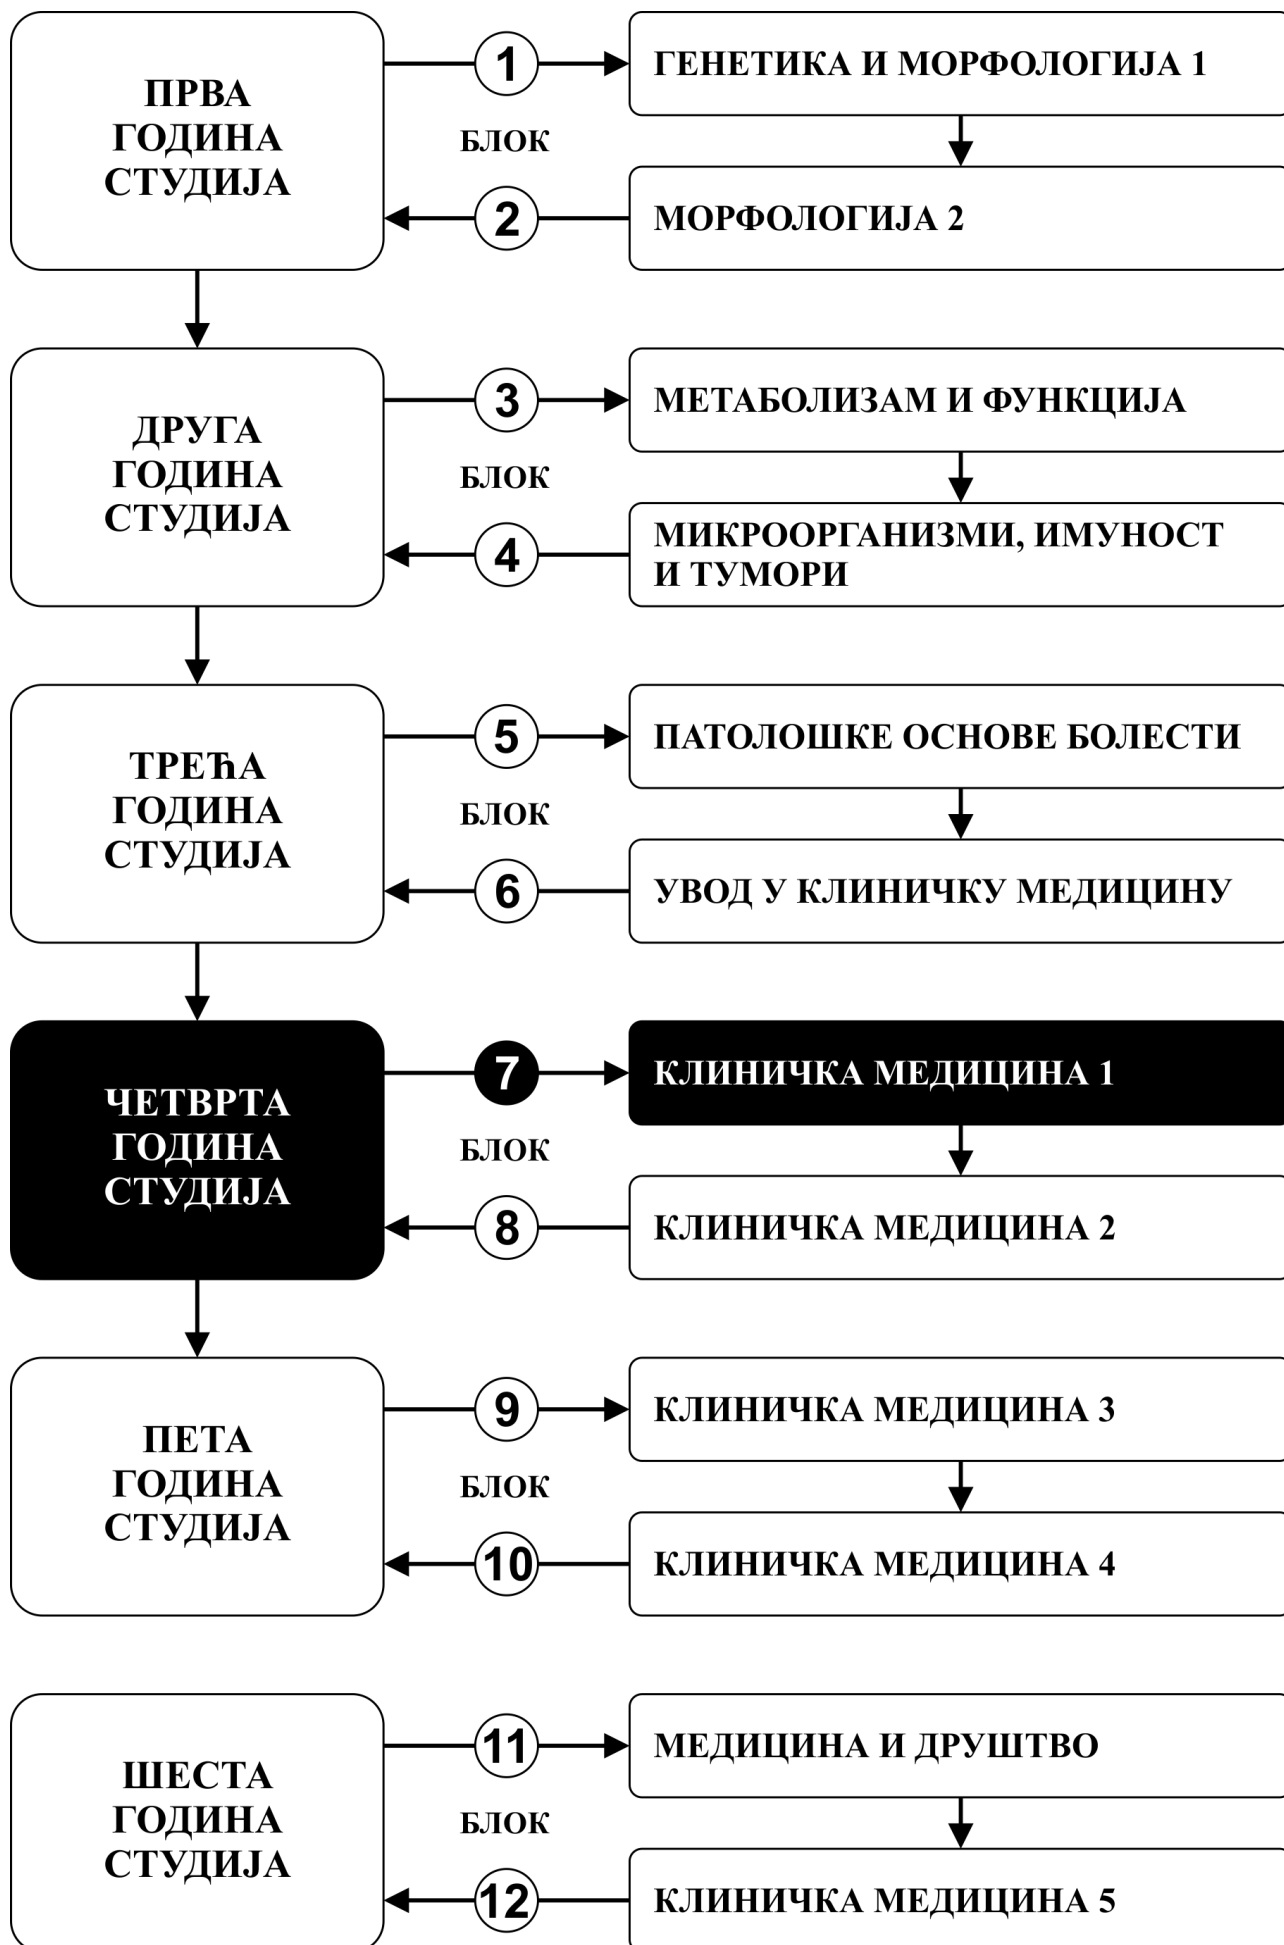 ПРВА
ГОДИНА
СТУДИЈА
1
ГЕНЕТИКА И МОРФОЛОГИЈА 1
БЛОК
2
МОРФОЛОГИЈА 2
ДРУГА
ГОДИНА
СТУДИЈА
3
МЕТАБОЛИЗАМ И ФУНКЦИЈА
БЛОК
4
МИКРООРГАНИЗМИ, ИМУНОСТ
И ТУМОРИ
ТРЕЋА
ГОДИНА
СТУДИЈА
5
ПАТОЛОШКЕ ОСНОВЕ БОЛЕСТИ
БЛОК
6
УВОД У КЛИНИЧКУ МЕДИЦИНУ
ЧЕТВРТА
ГОДИНА
СТУДИЈА
7
КЛИНИЧКА МЕДИЦИНА 1
БЛОК
8
КЛИНИЧКА МЕДИЦИНА 2
ПЕТА
ГОДИНА
СТУДИЈА
9
КЛИНИЧКА МЕДИЦИНА 3
БЛОК
10
КЛИНИЧКА МЕДИЦИНА 4
ШЕСТА
ГОДИНА
СТУДИЈА
11
МЕДИЦИНА И ДРУШТВО
БЛОК
12
КЛИНИЧКА МЕДИЦИНА 5